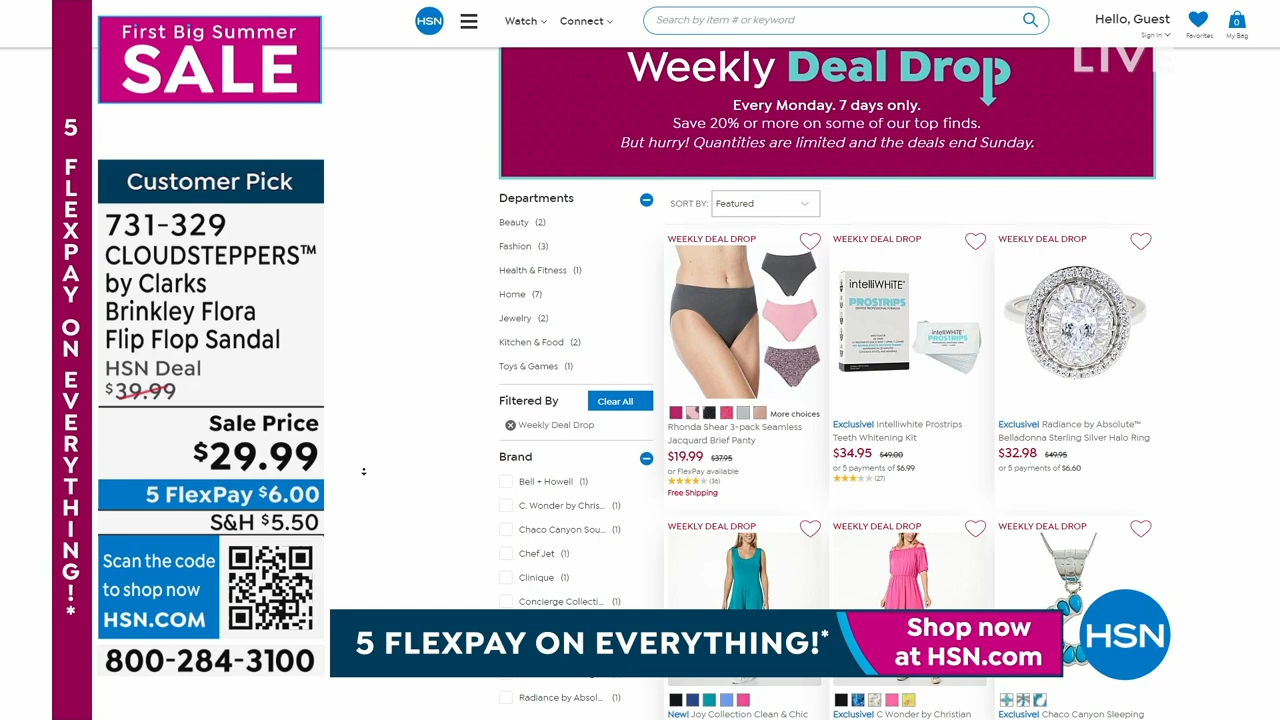 First Big Summer
SALE
5 FLEXPAY ON EVERYTHING!*
Customer Pick
731-329
CLOUDSTEPPERS™
by Clarks
Brinkley Flora
Flip Flop Sandal
HSN Deal
$39.99
Sale Price
$29.99
5 FlexPay $6.00
S&H $5.50
Scan the code
to shop now
HSN.COM
800-284-3100
HSN
Watch
Connect
Search by item # or keyword
Hello, Guest
Sign in
Favorites
0
My Bag
LIVE
Weekly Deal Drop
Every Monday. 7 days only.
Save 20% or more on some of our top finds.
But hurry! Quantities are limited and the deals end Sunday.
Departments
Beauty (2)
Fashion (3)
Health & Fitness (1)
Home (7)
Jewelry (2)
Kitchen & Food (2)
Toys & Games (1)
Filtered By
Clear All
Weekly Deal Drop
Brand
Bell + Howell (1)
C. Wonder by Chris... (1)
Chaco Canyon Sou... (1)
Chef Jet (1)
Clinique (1)
Concierge Collecti... (1)
Radiance by Absol... (1)
SORT BY: Featured
WEEKLY DEAL DROP
More choices
Rhonda Shear 3-pack Seamless
Jacquard Brief Panty
$19.99 $37.95
or FlexPay available
(36)
Free Shipping
WEEKLY DEAL DROP
intelliWHiTE
PROSTRIPS
intelliWHiTE
PROSTRIPS
Exclusive! Intelliwhite Prostrips
Teeth Whitening Kit
$34.95 $49.00
or 5 payments of $6.99
(27)
WEEKLY DEAL DROP
Exclusive! Radiance by Absolute™
Belladonna Sterling Silver Halo Ring
$32.98 $49.95
or 5 payments of $6.60
WEEKLY DEAL DROP
New! Joy Collection Clean & Chic
WEEKLY DEAL DROP
Exclusive! C Wonder by Christian
WEEKLY DEAL DROP
Exclusive! Chaco Canyon Sleeping
5 FLEXPAY ON EVERYTHING!*
Shop now
at HSN.com
HSN